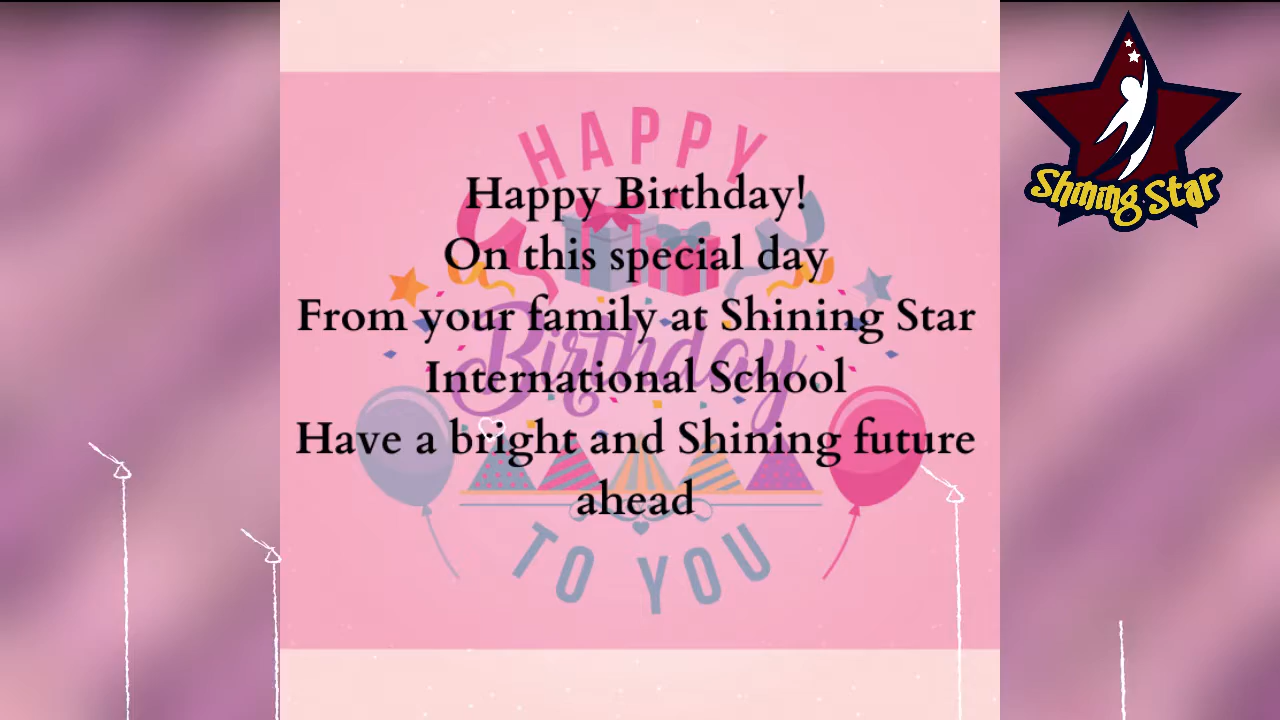 HAPPY
Happy Birthday!
On this special day
From your family at Shining Star
Birthday
International School
Have a bright and Shining future
ahead
TO YOU
Shining Star